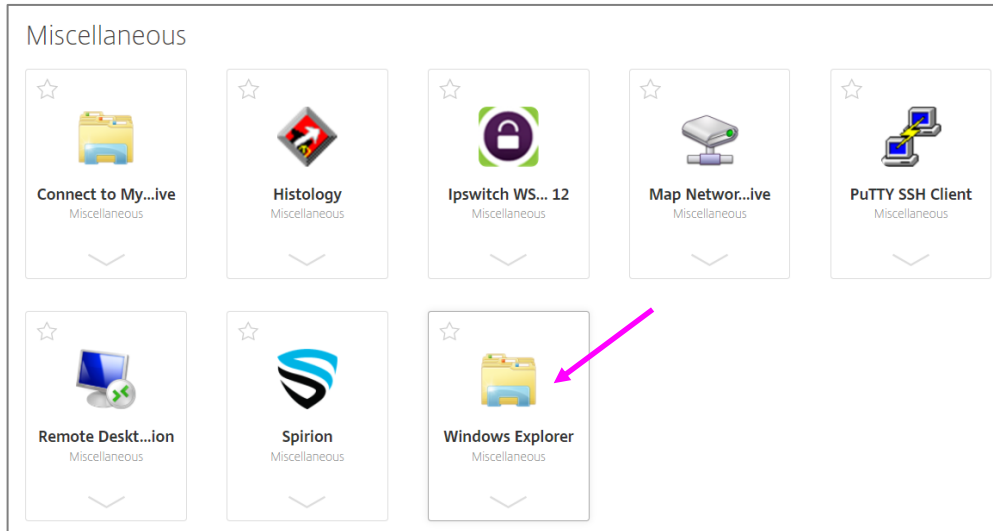 Miscellaneous
Connect to My...ive
Miscellaneous
Histology
Miscellaneous
Ipswitch WS... 12
Miscellaneous
Map Networ...ive
Miscellaneous
PuTTY SSH Client
Miscellaneous
Remote Deskt...ion
Miscellaneous
Spirion
Miscellaneous
Windows Explorer
Miscellaneous